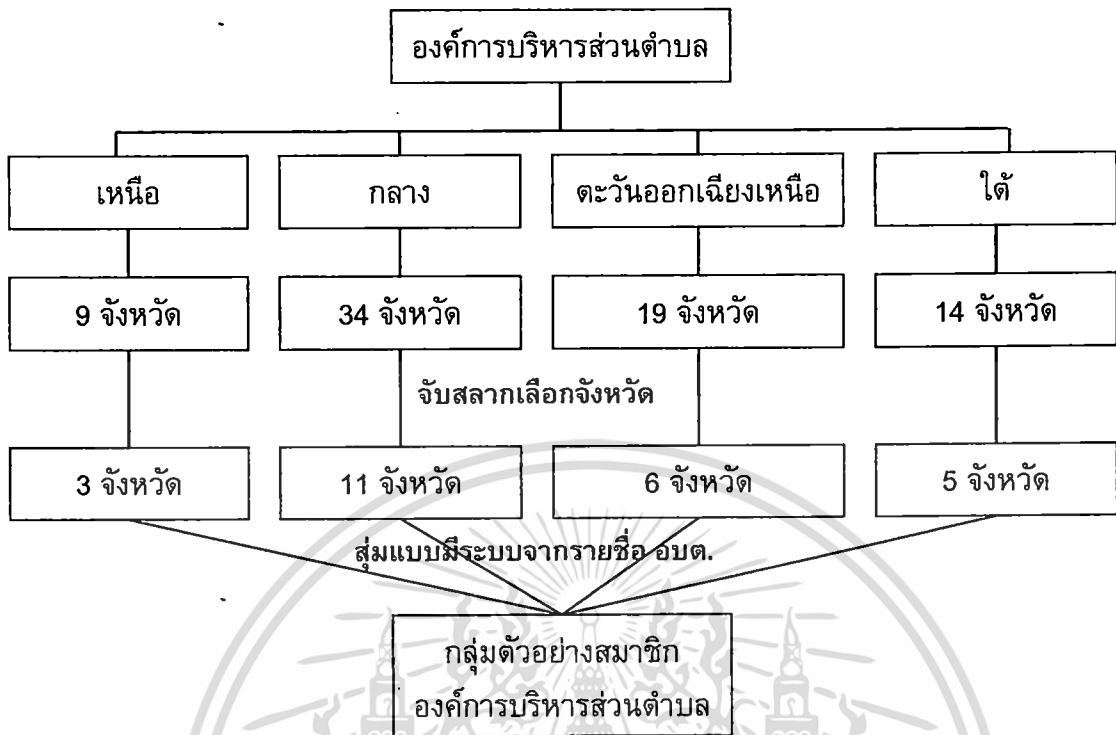 องค์การบริหารส่วนตำบล
เหนือ
กลาง
ตะวันออกเฉียงเหนือ
ใต้
9 จังหวัด
34 จังหวัด
19 จังหวัด
14 จังหวัด
จับสลากเลือกจังหวัด
3 จังหวัด
11 จังหวัด
6 จังหวัด
5 จังหวัด
สุ่มแบบมีระบบจากรายชื่อ อบต.
กลุ่มตัวอย่างสมาชิก
องค์การบริหารส่วนตำบล